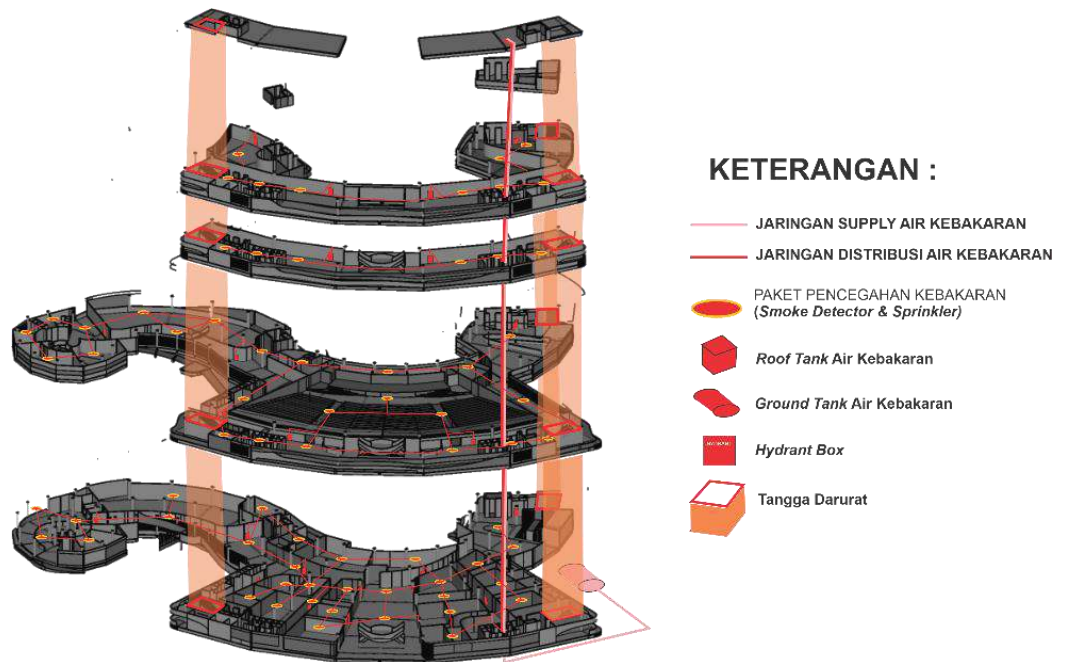 KETERANGAN :
JARINGAN SUPPLY AIR KEBAKARAN
JARINGAN DISTRIBUSI AIR KEBAKARAN
PAKET PENCEGAHAN KEBAKARAN
(Smoke Detector & Sprinkler)
Roof Tank Air Kebakaran
Ground Tank Air Kebakaran
Hydrant Box
Tangga Darurat